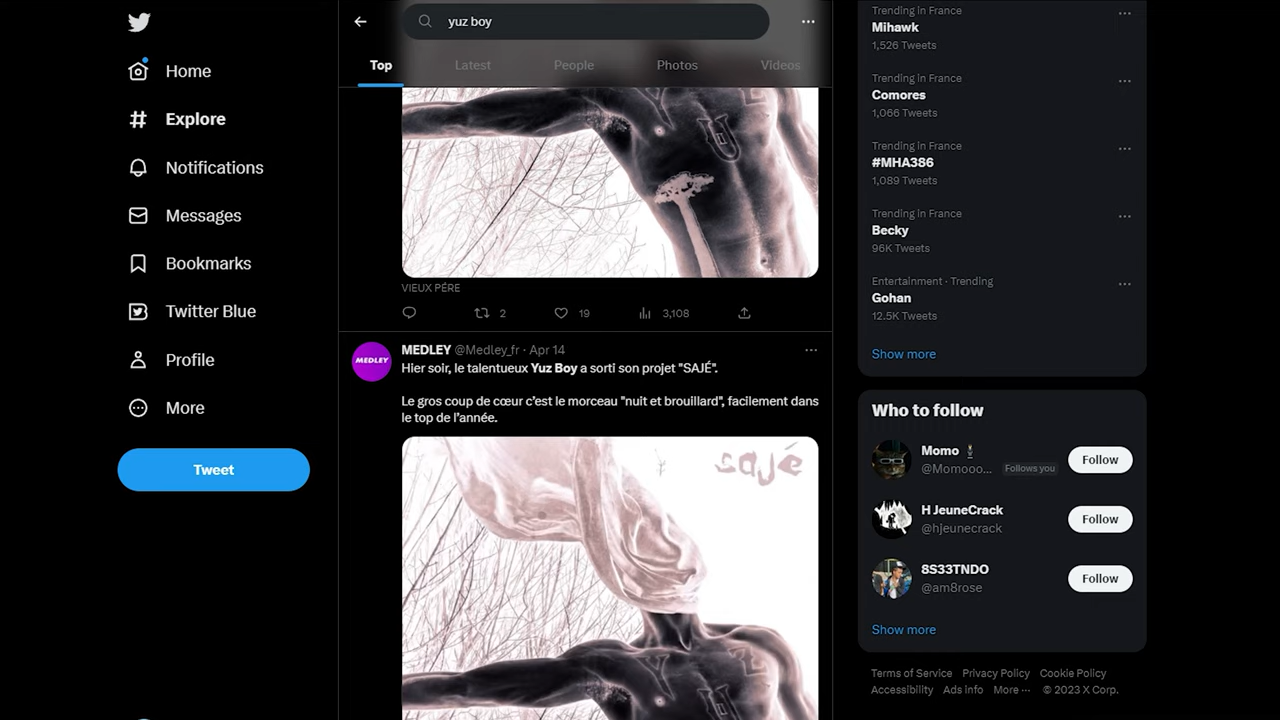 yuz boy
Top
Latest
People
Photos
Videos
Home
Explore
Notifications
Messages
Bookmarks
Twitter Blue
Profile
More
Tweet
VIEUX PÉRE
2
19
3,108
MEDLEY
MEDLEY @Medley_fr · Apr 14
Hier soir, le talentueux Yuz Boy a sorti son projet "SAJÉ".
Le gros coup de cœur c'est le morceau "nuit et brouillard", facilement dans
le top de l'année.
sajé
Trending in France
Mihawk
1,526 Tweets
Trending in France
Comores
1,066 Tweets
Trending in France
#MHA386
1,089 Tweets
Trending in France
Becky
96K Tweets
Entertainment · Trending
Gohan
12.5K Tweets
Show more
Who to follow
Momo
@Momooo... Follows you
Follow
H JeuneCrack
@hjeunecrack
Follow
8S33TNDO
@am8rose
Follow
Show more
Terms of Service Privacy Policy Cookie Policy
Accessibility Ads info More ··· © 2023 X Corp.